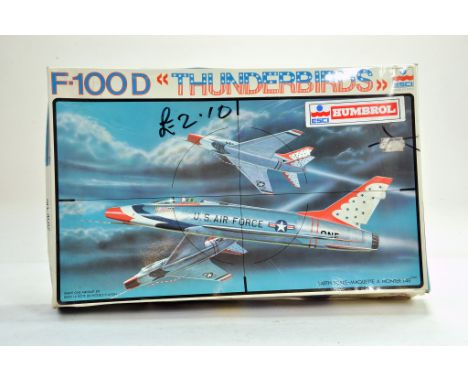 F-100D «THUNDERBIRDS»
ESCI
£2.10
ESCI HUMBROL
U.S. AIR FORCE
ONE